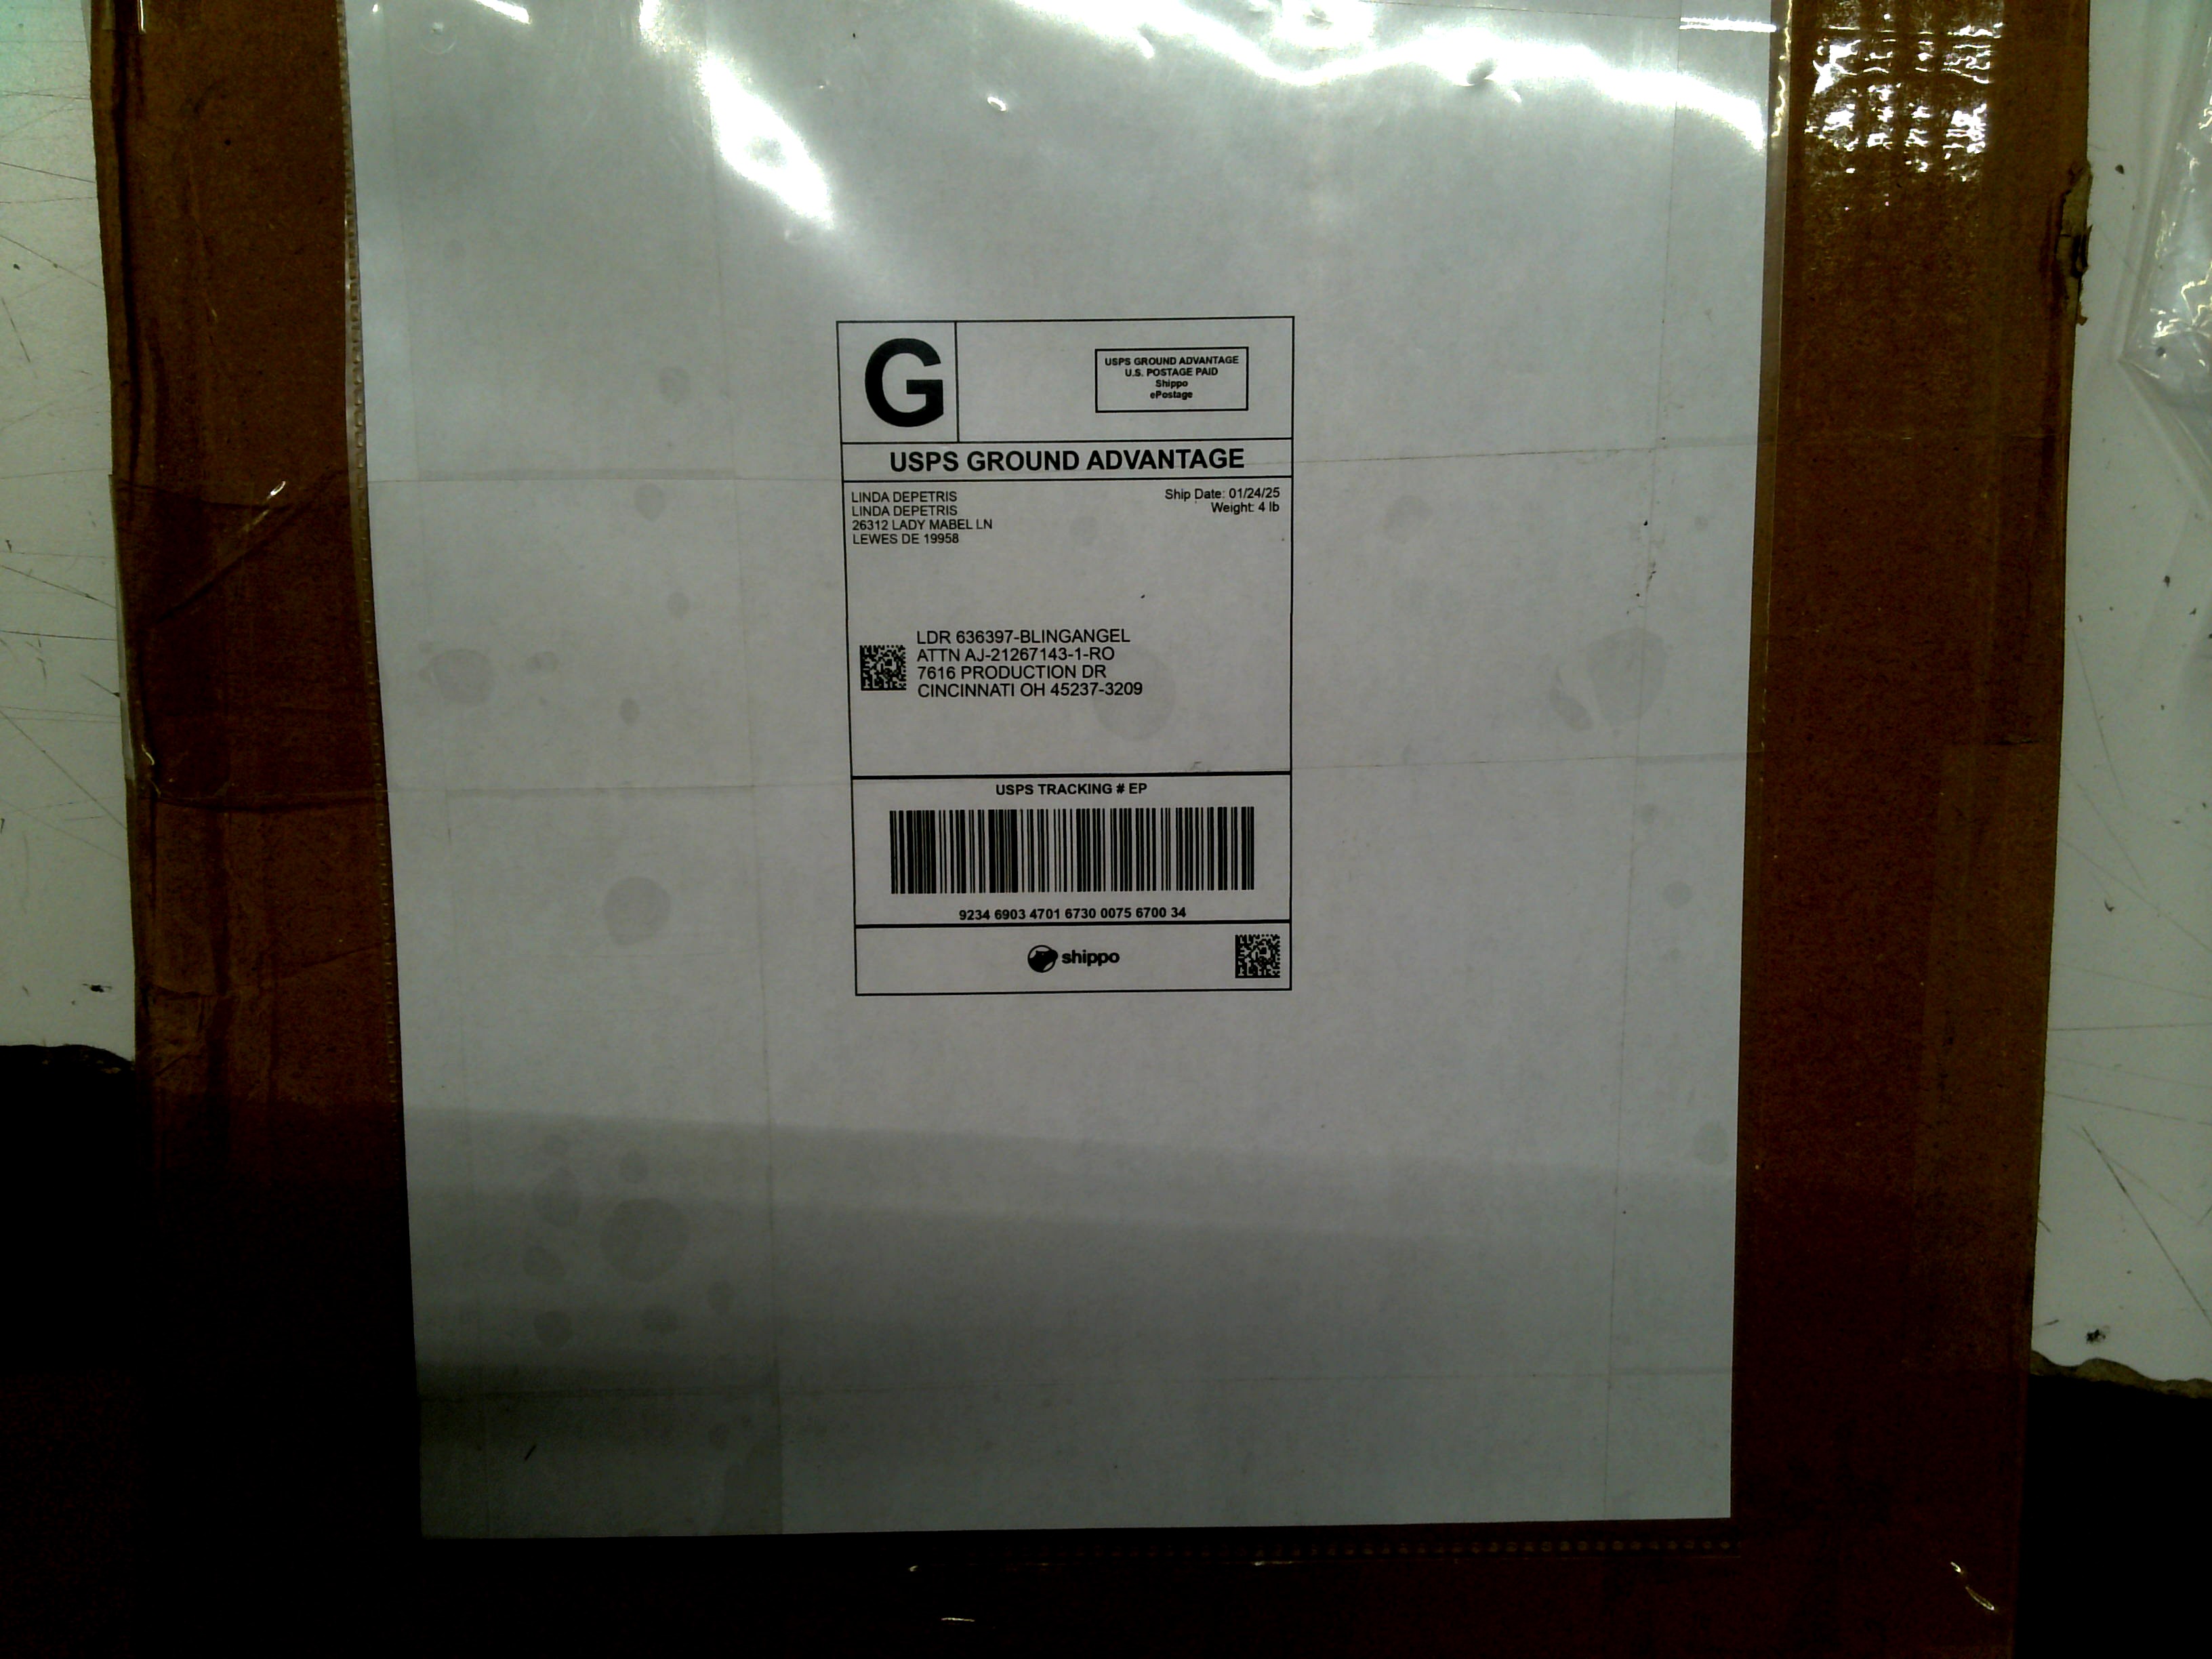 G
USPS GROUND ADVANTAGE
U.S. POSTAGE PAID
Shippo
ePostage
USPS GROUND ADVANTAGE
LINDA DEPETRIS
LINDA DEPETRIS
26312 LADY MABEL LN
LEWES DE 19958
Ship Date: 01/24/25
Weight: 4 lb
LDR 636397-BLINGANGEL
ATTN AJ-21267143-1-RO
7616 PRODUCTION DR
CINCINNATI OH 45237-3209
USPS TRACKING # EP
9234 6903 4701 6730 0075 6700 34
shippo